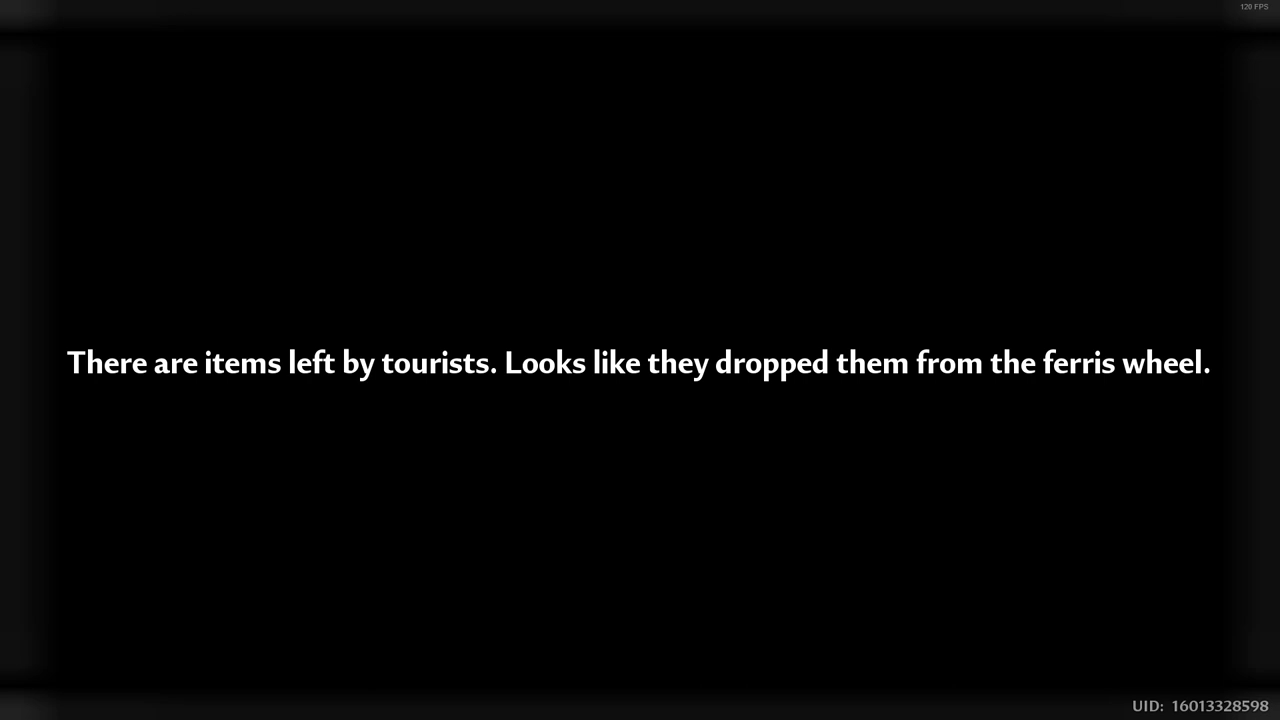 120 FPS
There are items left by tourists. Looks like they dropped them from the ferris wheel.
UID: 16013328598